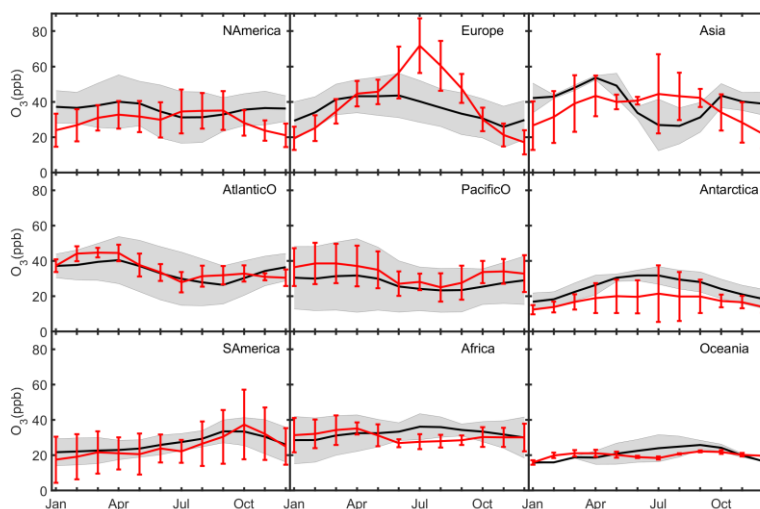 NAmerica Europe Asia
O3(ppb) 80 60 40 20 0
AtlanticO PacificO Antarctica
O3(ppb) 80 60 40 20 0
SAmerica Africa Oceania
O3(ppb) 80 60 40 20 0
Jan Apr Jul Oct Jan Apr Jul Oct Jan Apr Jul Oct